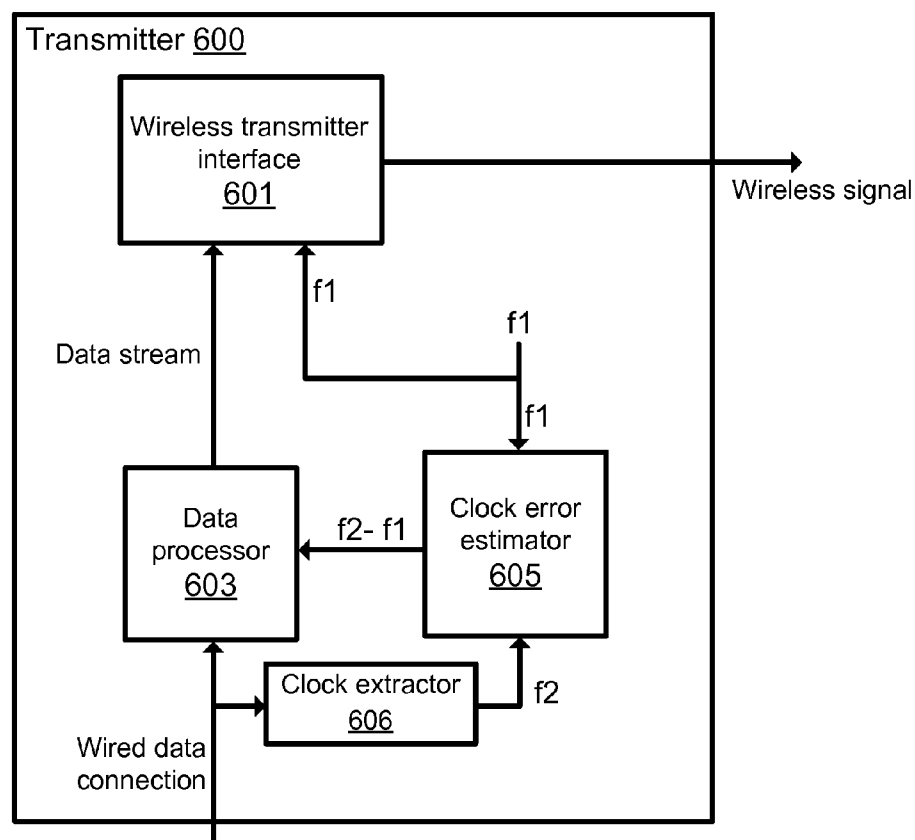 Transmitter 600
Wireless transmitter
interface
601
Wireless signal
f1
f1
Data stream
f1
Data
processor
603
f2- f1
Clock error
estimator
605
Clock extractor
606
f2
Wired data
connection